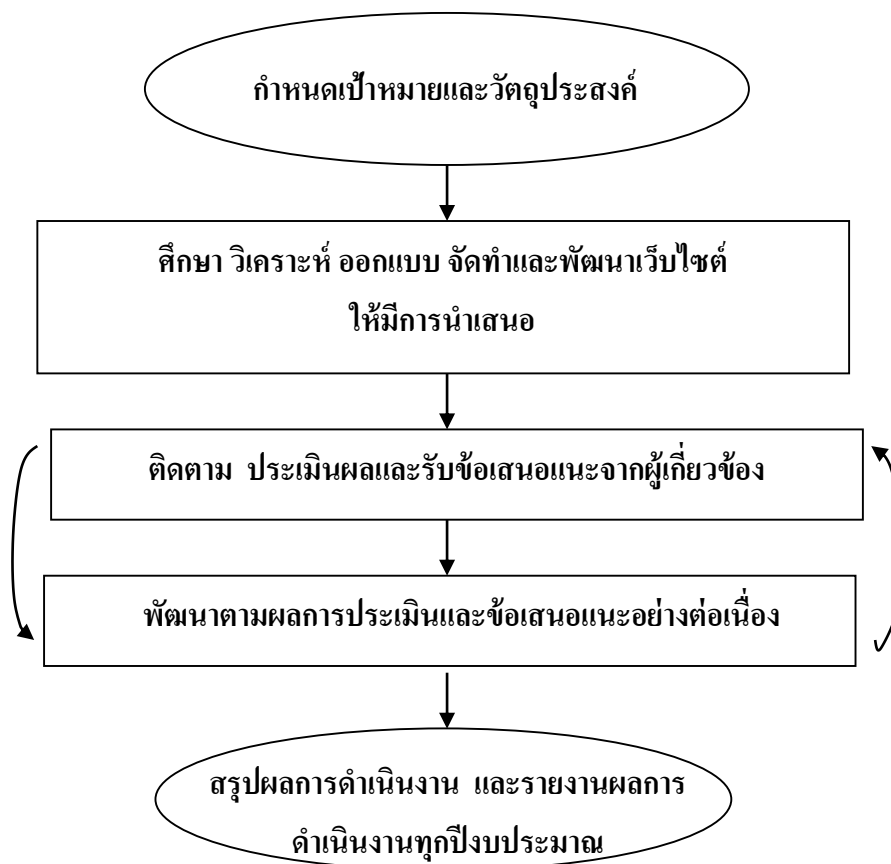 กำหนดเป้าหมายและวัตถุประสงค์
ศึกษา วิเคราะห์ ออกแบบ จัดทำและพัฒนาเว็บไซต์
ให้มีการนำเสนอ
ติดตาม ประเมินผลและรับข้อเสนอแนะจากผู้เกี่ยวข้อง
พัฒนาตามผลการประเมินและข้อเสนอแนะอย่างต่อเนื่อง
สรุปผลการดำเนินงาน และรายงานผลการ
ดำเนินงานทุกปีงบประมาณ